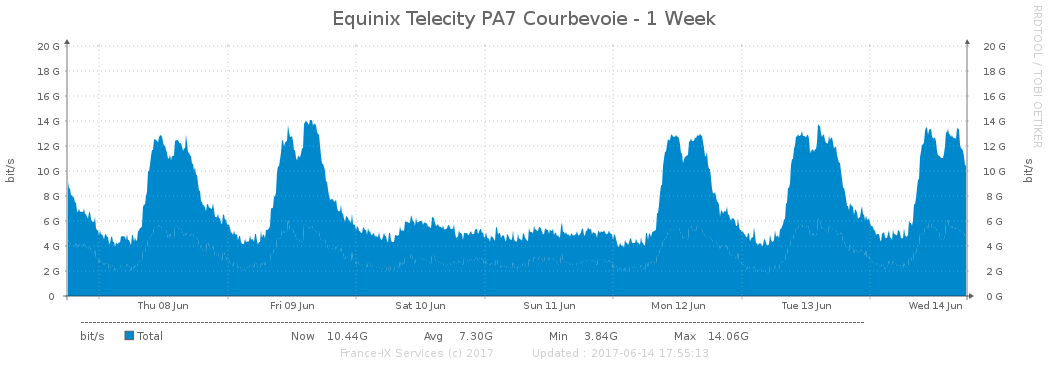 Equinix Telecity PA7 Courbevoie - 1 Week
RRDTOOL / TOBI OETIKER
20 G 20 G
18 G 18 G
16 G 16 G
14 G 14 G
12 G 12 G
10 G 10 G
8 G 8 G
6 G 6 G
4 G 4 G
2 G 2 G
0 0 G
bit/s bit/s
Thu 08 Jun Fri 09 Jun Sat 10 Jun Sun 11 Jun Mon 12 Jun Tue 13 Jun Wed 14 Jun
bit/s Total Now 10.44G Avg 7.30G Min 3.84G Max 14.06G
France-IX Services (c) 2017 Updated : 2017-06-14 17:55:13